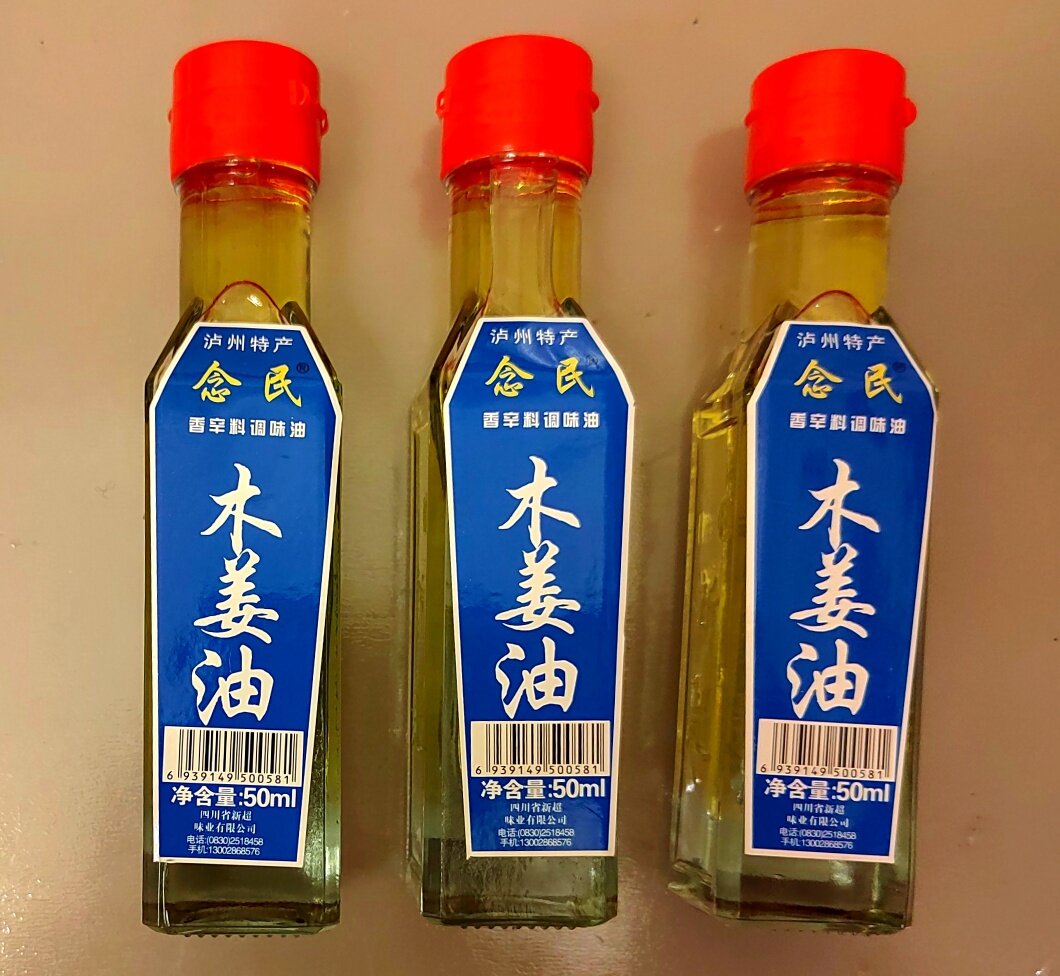 泸州特产
念民®
香辛料调味油
木姜油
6 939149 500581
净含量:50ml
四川省新超
味业有限公司
电话:(0830)2518458
手机:13002868576
泸州特产
念民®
香辛料调味油
木姜油
6 939149 500581
净含量:50ml
四川省新超
味业有限公司
电话:(0830)2518458
手机:13002868576
泸州特产
念民®
香辛料调味油
木姜油
6 939149 500581
净含量:50ml
四川省新超
味业有限公司
电话:(0830)2518458
手机:13002868576